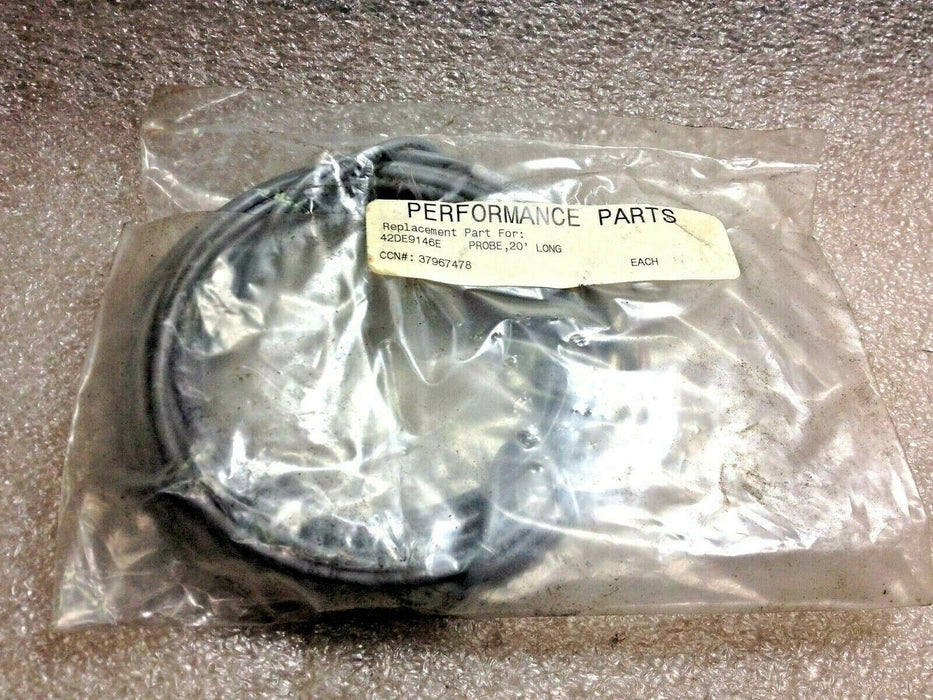 PERFORMANCE PARTS
Replacement Part For:
42DE9146E PROBE,20' LONG
CCN#: 37967478 EACH